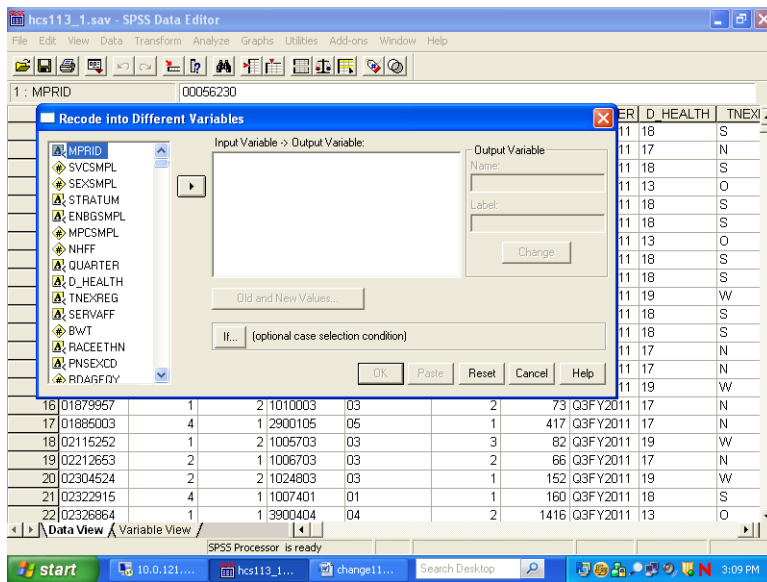 hcs113_1.sav - SPSS Data Editor
File Edit View Data Transform Analyze Graphs Utilities Add-ons Window Help
1 : MPRID 00056230
ER D_HEALTH TNEXI
Recode into Different Variables
MPRID
SVCSMPL
SEXSMPL
STRATUM
ENBGSMPL
MPCSMPL
NHFF
QUARTER
D_HEALTH
TNEXREG
SERVAFF
BWT
RACEETHN
PNSEXCD
RDAGEQY
Input Variable -> Output Variable:
Output Variable
Name:
Label:
Change
Old and New Values...
If... (optional case selection condition)
OK Paste Reset Cancel Help
11 18 S
11 17 N
11 18 S
11 13 O
11 18 S
11 18 S
11 13 O
11 18 S
11 18 S
11 19 W
11 18 S
11 18 S
11 17 N
11 17 N
11 19 W
16 01879957 1 2 1010003 03 2 73 Q3FY2011 17 N
17 01885003 4 1 2900105 05 1 417 Q3FY2011 17 N
18 02115252 1 2 1005703 03 3 82 Q3FY2011 19 W
19 02212653 2 1 1006703 03 2 66 Q3FY2011 17 N
20 02304524 2 2 1024803 03 1 152 Q3FY2011 19 W
21 02322915 4 1 1007401 01 1 160 Q3FY2011 18 S
22 02326864 1 1 3900404 04 2 1416 Q3FY2011 13 O
Data View Variable View
SPSS Processor is ready
start 10.0.121.... hcs113_1... change11... Search Desktop N 3:09 PM